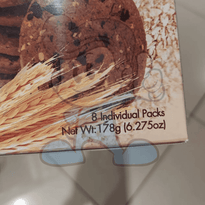 8 Individual Packs
Net Wt: 178g (6.275oz)